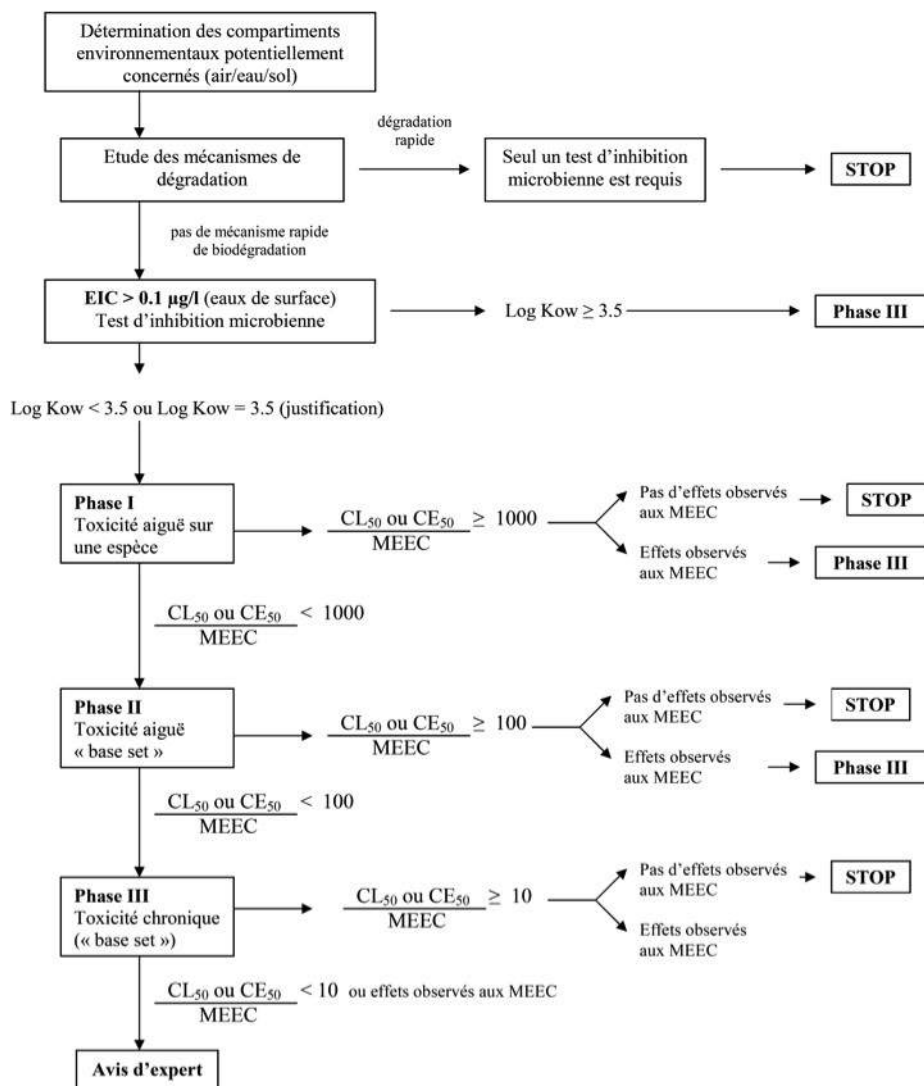 Détermination des compartiments
environnementaux potentiellement
concernés (air/eau/sol)
dégradation
rapide
Etude des mécanismes de
dégradation
Seul un test d’inhibition
microbienne est requis
STOP
pas de mécanisme rapide
de biodégradation
EIC > 0.1 µg/l (eaux de surface)
Test d’inhibition microbienne
Log Kow ≥ 3.5
Phase III
Log Kow < 3.5 ou Log Kow = 3.5 (justification)
Phase I
Toxicité aiguë sur
une espèce
CL50 ou CE50 ≥ 1000
MEEC
Pas d’effets observés
aux MEEC
STOP
Effets observés
aux MEEC
Phase III
CL50 ou CE50 < 1000
MEEC
Phase II
Toxicité aiguë
« base set »
CL50 ou CE50 ≥ 100
MEEC
Pas d’effets observés
aux MEEC
STOP
Effets observés
aux MEEC
Phase III
CL50 ou CE50 < 100
MEEC
Phase III
Toxicité chronique
(« base set »)
CL50 ou CE50 ≥ 10
MEEC
Pas d’effets observés
aux MEEC
STOP
Effets observés
aux MEEC
CL50 ou CE50 < 10 ou effets observés aux MEEC
MEEC
Avis d’expert